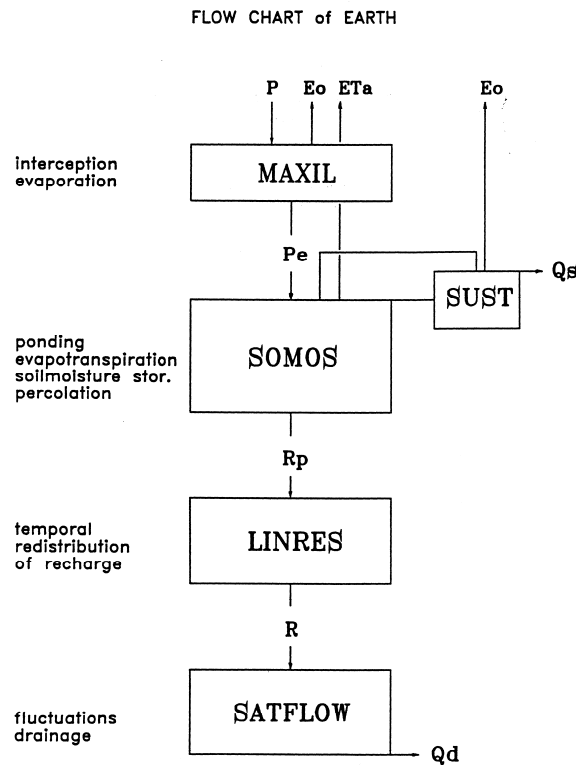 FLOW CHART of EARTH
P Eo ETa Eo
interception
evaporation
MAXIL
Pe
Qs
SUST
ponding
evapotranspiration
soilmoisture stor.
percolation
SOMOS
Rp
temporal
redistribution
of recharge
LINRES
R
SATFLOW
fluctuations
drainage
Qd